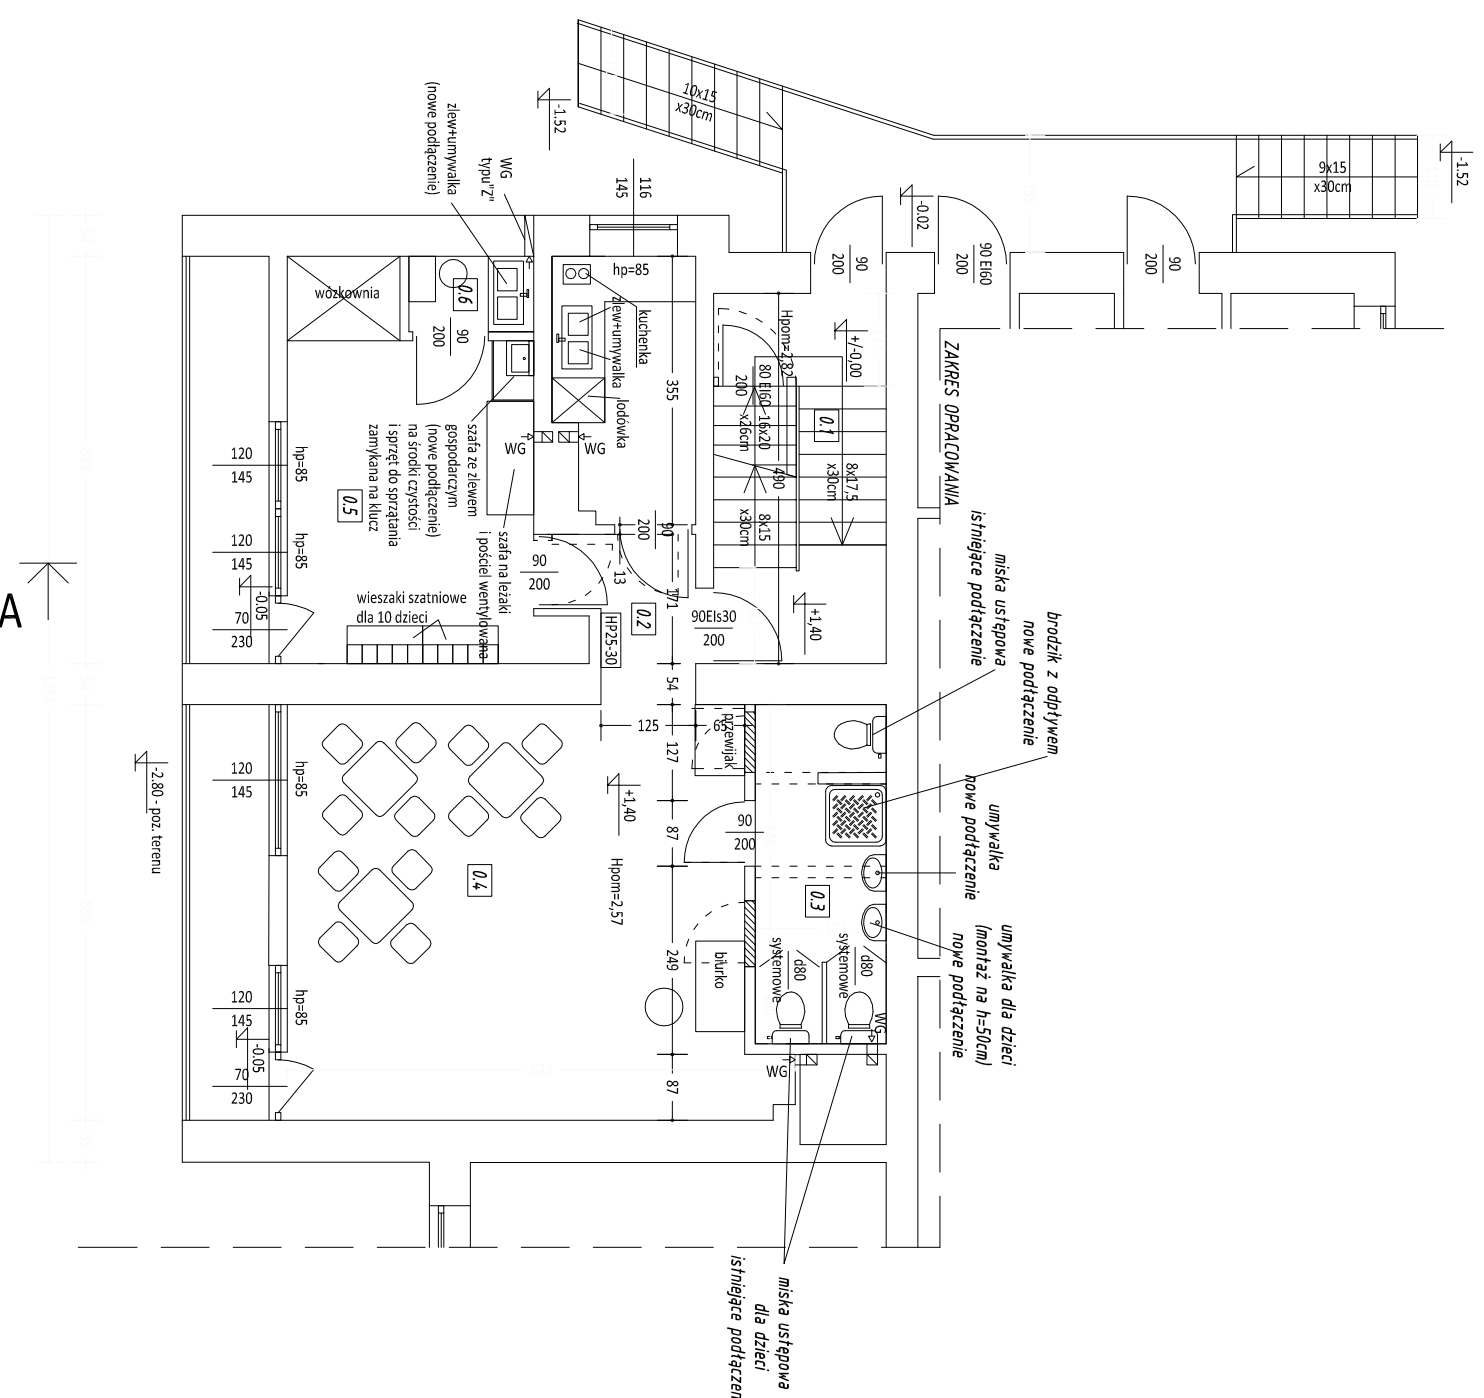 10x15
x30cm
9x15
x30cm
-1.52
-1.52
-0.02
zlew+umywalka
(nowe podłączenie)
WG
typu"Z"
116
145
90
200
90 EI60
200
90
200
wózkownia
0.6
90
200
hp=85
kuchenka
zlew+umywalka
lodówka
355
Hpom=2,82
+/-0,00
80 EI60
200
16x20
x26cm
0.1
8x17,5
x30cm
490
8x15
x30cm
ZAKRES OPRACOWANIA
WG
WG
szafa ze zlewem
gospodarczym
(nowe podłączenie)
na środki czystości
i sprzęt do sprzątania
zamykana na klucz
szafa na leżaki
i pościel wentylowana
120
145
hp=85
0.5
120
145
hp=85
-0.05
70
230
wieszaki szatniowe
dla 10 dzieci
90
200
90
200
13
171
0.2
HP25-30
90EIs30
200
+1,40
A
54
125
65
127
przewijak
miska ustępowa
istniejące podłączenie
brodzik z odpływem
nowe podłączenie
umywalka
nowe podłączenie
umywalka dla dzieci
(montaż na h=50cm)
nowe podłączenie
-2.80 - poz. terenu
120
145
hp=85
+1,40
87
90
200
Hpom=2,57
0.4
0.3
249
biurko
d80
systemowe
d80
systemowe
WG
WG
120
145
hp=85
-0.05
70
230
87
miska ustępowa
dla dzieci